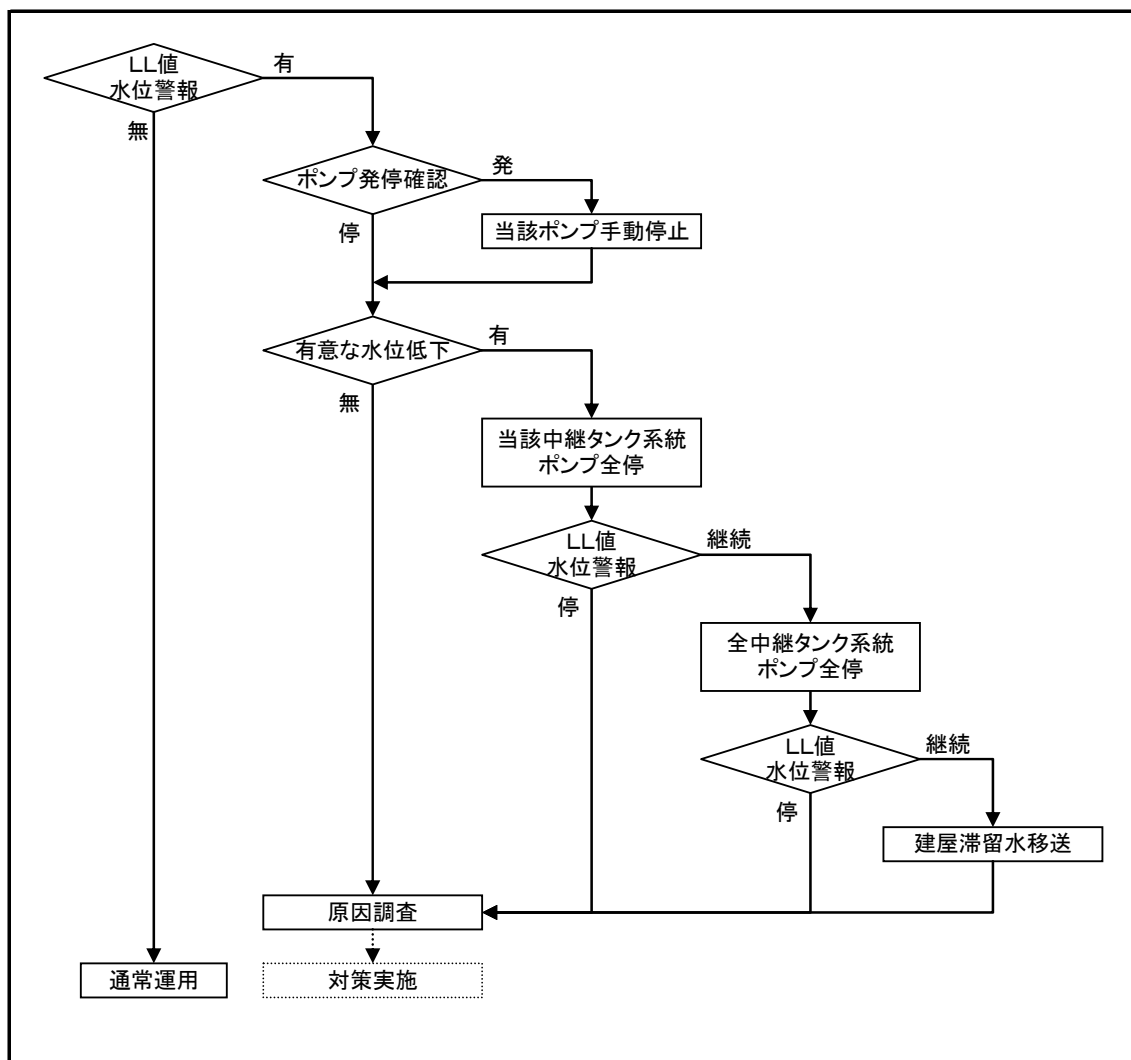 LL値
水位警報
有
無
ポンプ発停確認
発
停
当該ポンプ手動停止
有意な水位低下
有
無
当該中継タンク系統
ポンプ全停
LL値
水位警報
継続
停
全中継タンク系統
ポンプ全停
LL値
水位警報
継続
停
建屋滞留水移送
原因調査
通常運用
対策実施